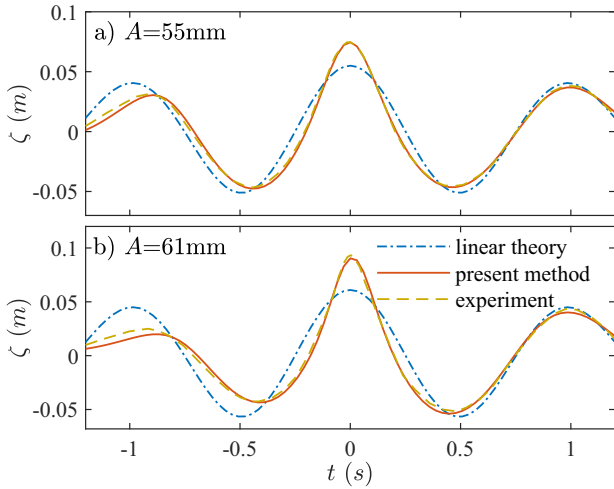 a) A=55mm
0.1
0.05
0
-0.05
ζ (m)
b) A=61mm
0.1
0.05
0
-0.05
ζ (m)
linear theory
present method
experiment
-1 -0.5 0 0.5 1
t (s)